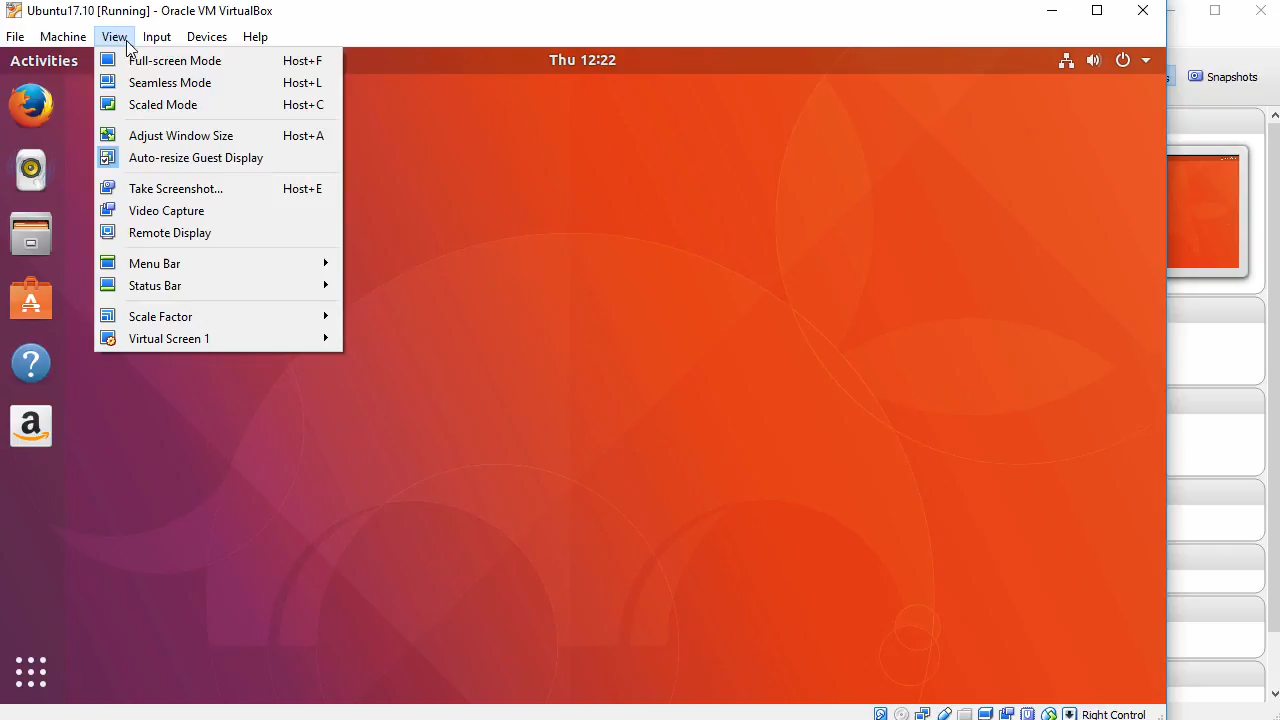 Ubuntu17.10 [Running] - Oracle VM VirtualBox
File Machine View Input Devices Help
Activities
Thu 12:22
Full-screen Mode Host+F
Seamless Mode Host+L
Scaled Mode Host+C
Adjust Window Size Host+A
Auto-resize Guest Display
Take Screenshot... Host+E
Video Capture
Remote Display
Menu Bar
Status Bar
Scale Factor
Virtual Screen 1
Snapshots
a
Right Control